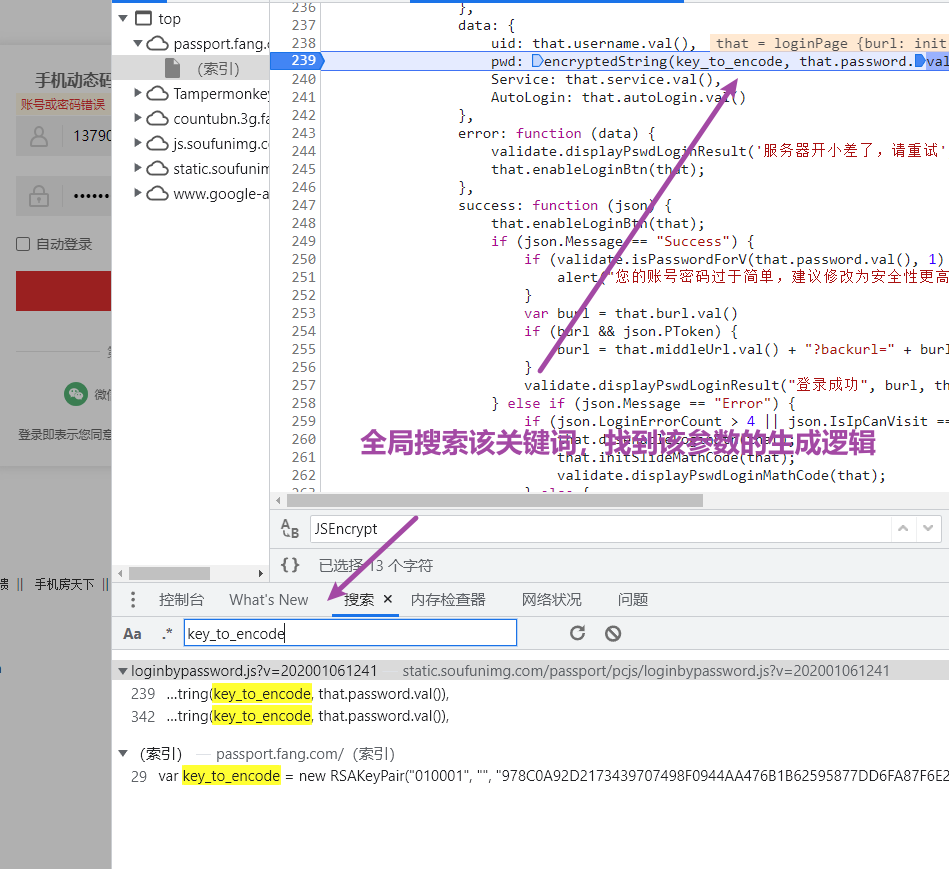 top
passport.fang.c
(索引)
Tampermonkey
countubn.3g.fa
js.soufunimg.co
static.soufunimg
www.google-a
手机动态码
账号或密码错误
13790
••••••
自动登录
微信
登录即表示您同意
馈 || 手机房天下 ||
236 },
237 data: {
238 uid: that.username.val(), that = loginPage {burl: init
239 pwd: encryptedString(key_to_encode, that.password.val
240 Service: that.service.val(),
241 AutoLogin: that.autoLogin.val()
242 },
243 error: function (data) {
244 validate.displayPswdLoginResult('服务器开小差了，请重试'
245 that.enableLoginBtn(that);
246 },
247 success: function (json) {
248 that.enableLoginBtn(that);
249 if (json.Message == "Success") {
250 if (validate.isPasswordForV(that.password.val(), 1)
251 alert("您的账号密码过于简单，建议修改为安全性更高
252 }
253 var burl = that.burl.val()
254 if (burl && json.PToken) {
255 burl = that.middleUrl.val() + "?backurl=" + burl
256 }
257 validate.displayPswdLoginResult("登录成功", burl, th
258 } else if (json.Message == "Error") {
259 if (json.LoginErrorCount > 4 || json.IsIpCanVisit ==
260
全局搜索该关键词，找到该参数的生成逻辑
261 that.initSlideMathCode(that);
262 validate.displayPswdLoginMathCode(that);
263 } else {
JSEncrypt
{} 已选择 13 个字符
控制台 What's New 搜索 × 内存检查器 网络状况 问题
Aa .* key_to_encode
loginbypassword.js?v=202001061241 static.soufunimg.com/passport/pcjs/loginbypassword.js?v=202001061241
239 …tring(key_to_encode, that.password.val()),
342 …tring(key_to_encode, that.password.val()),
(索引) — passport.fang.com/ (索引)
29 var key_to_encode = new RSAKeyPair("010001", "", "978C0A92D2173439707498F0944AA476B1B62595877DD6FA87F6E2